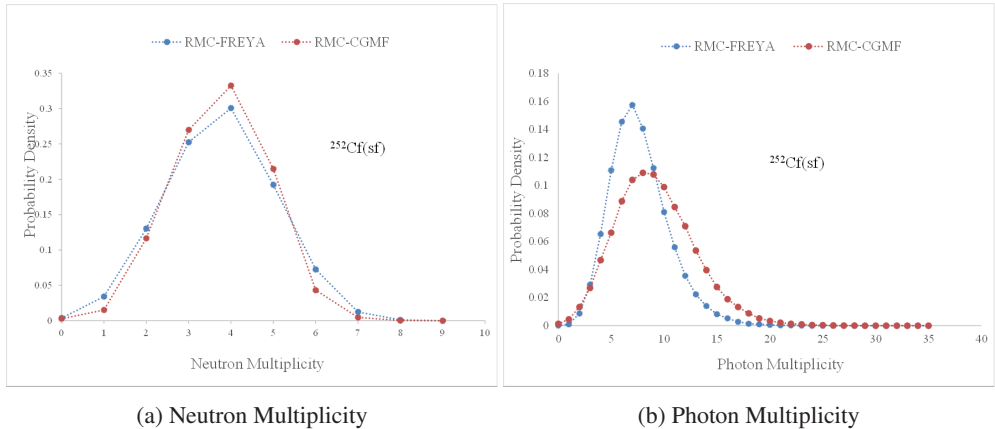 RMC-FREYA RMC-CGMF
0.35
0.3
0.25
0.2
0.15
0.1
0.05
0
Probability Density
²⁵²Cf(sf)
0 1 2 3 4 5 6 7 8 9 10
Neutron Multiplicity
(a) Neutron Multiplicity
RMC-FREYA RMC-CGMF
0.18
0.16
0.14
0.12
0.1
0.08
0.06
0.04
0.02
0
Probability Density
²⁵²Cf(sf)
0 5 10 15 20 25 30 35 40
Photon Multiplicity
(b) Photon Multiplicity